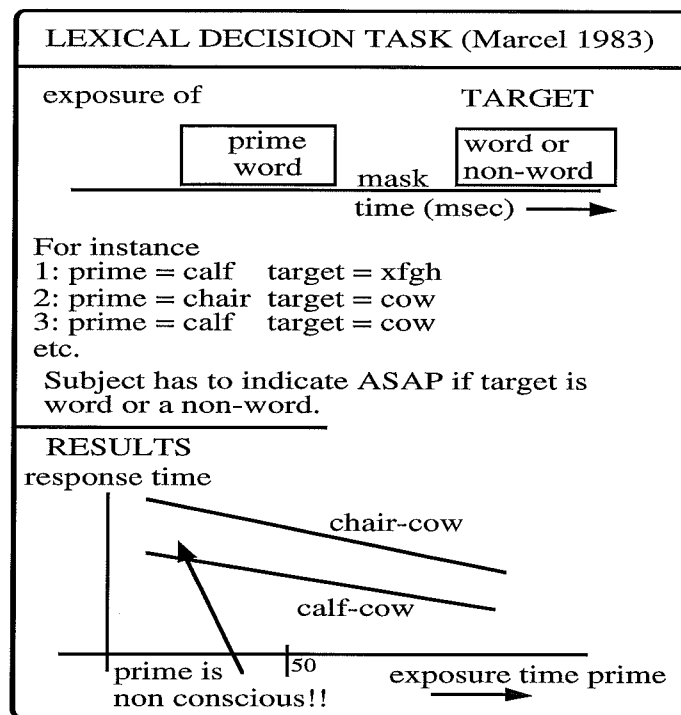 LEXICAL DECISION TASK (Marcel 1983)
exposure of
TARGET
prime
word
word or
non-word
mask
time (msec)
For instance
1: prime = calf target = xfgh
2: prime = chair target = cow
3: prime = calf target = cow
etc.
Subject has to indicate ASAP if target is
word or a non-word.
RESULTS
response time
chair-cow
calf-cow
50
prime is
non conscious!!
exposure time prime